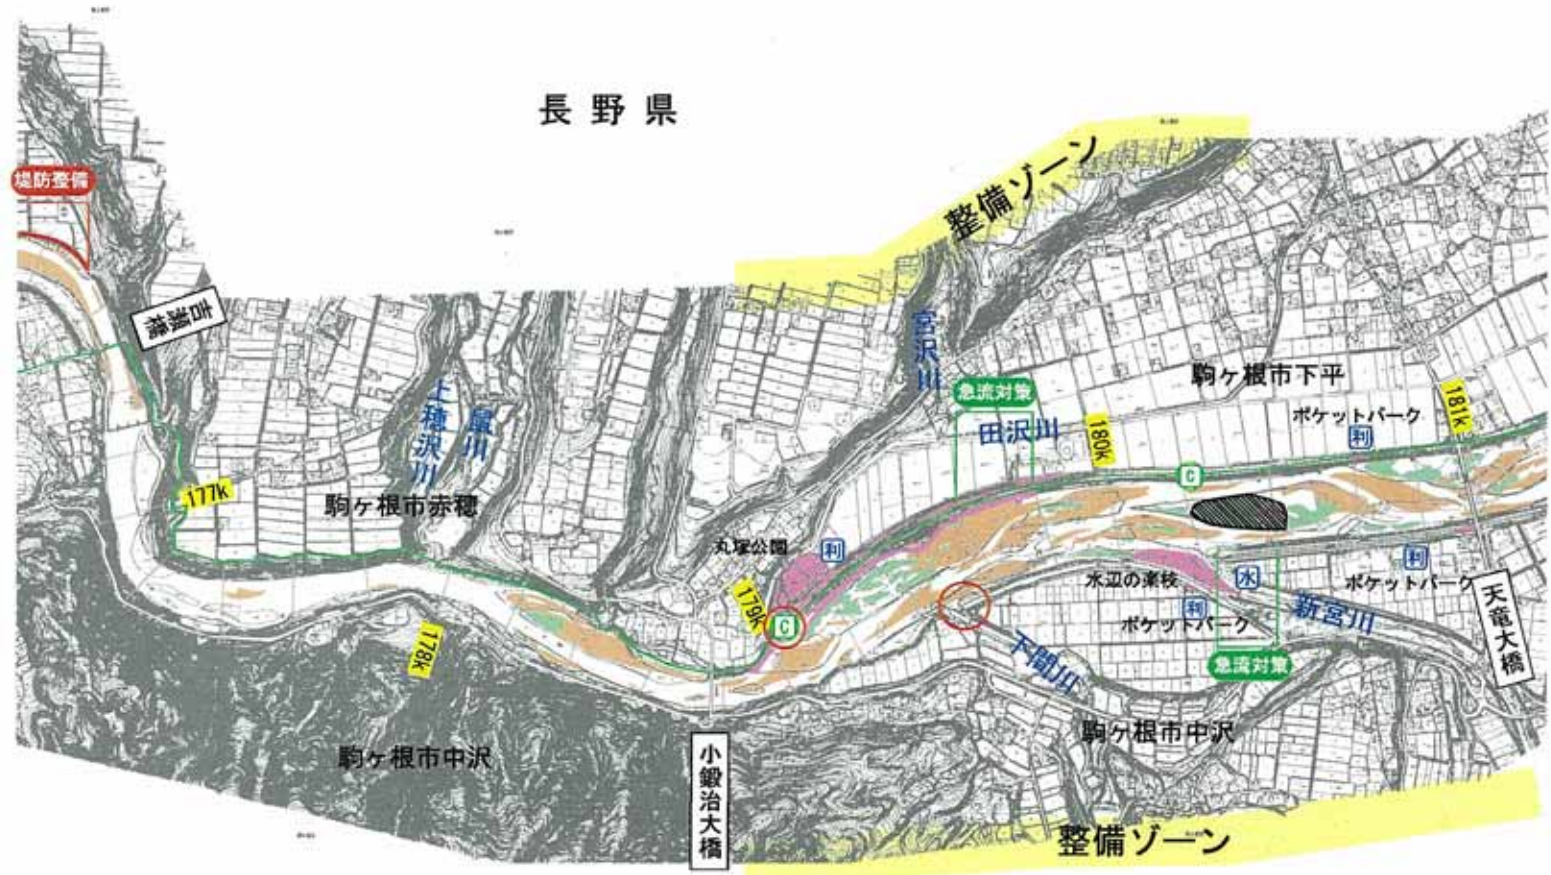 長野県
整備ゾーン
堤防整備
吉瀬橋
宮沢川
急流対策
駒ヶ根市下平
上穂沢川
鼠川
田沢川
180k
ポケットパーク
利
181k
C
177k
駒ヶ根市赤穂
丸塚公園
利
179k
C
水辺の楽校
水
利
ポケットパーク
利
ポケットパーク
新宮川
天竜大橋
急流対策
下間川
178k
駒ヶ根市中沢
駒ヶ根市中沢
小鍛治大橋
整備ゾーン